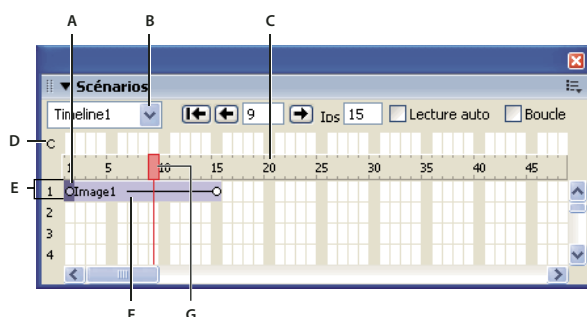 A B C
Scénarios
Timeline1 9 IDS 15 Lecture auto Boucle
D C
1 5 10 15 20 25 30 35 40 45
E 1 Image1
2
3
4
F G